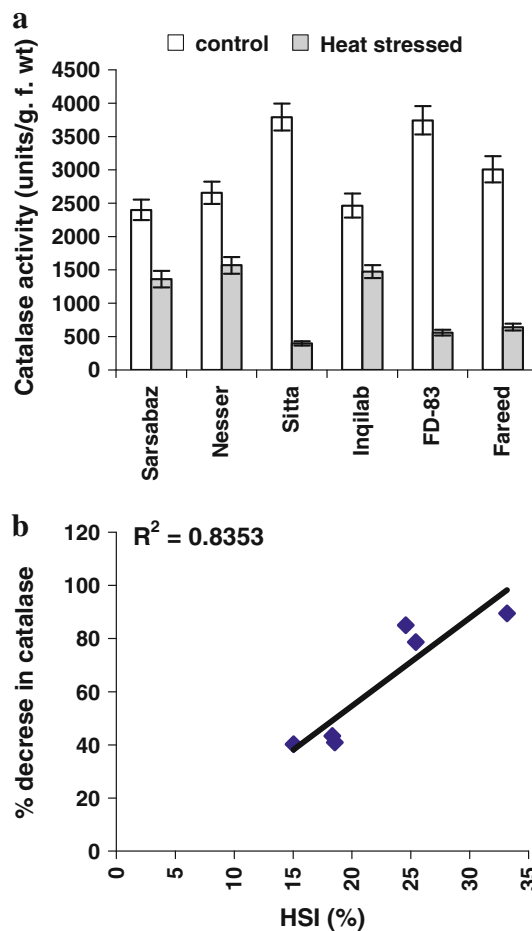 a
control Heat stressed
Catalase activity (units/g. f. wt)
4500
4000
3500
3000
2500
2000
1500
1000
500
0
Sarsabaz
Nesser
Sitta
Inqilab
FD-83
Fareed
b
R² = 0.8353
% decrese in catalase
120
100
80
60
40
20
0
0 5 10 15 20 25 30 35
HSI (%)